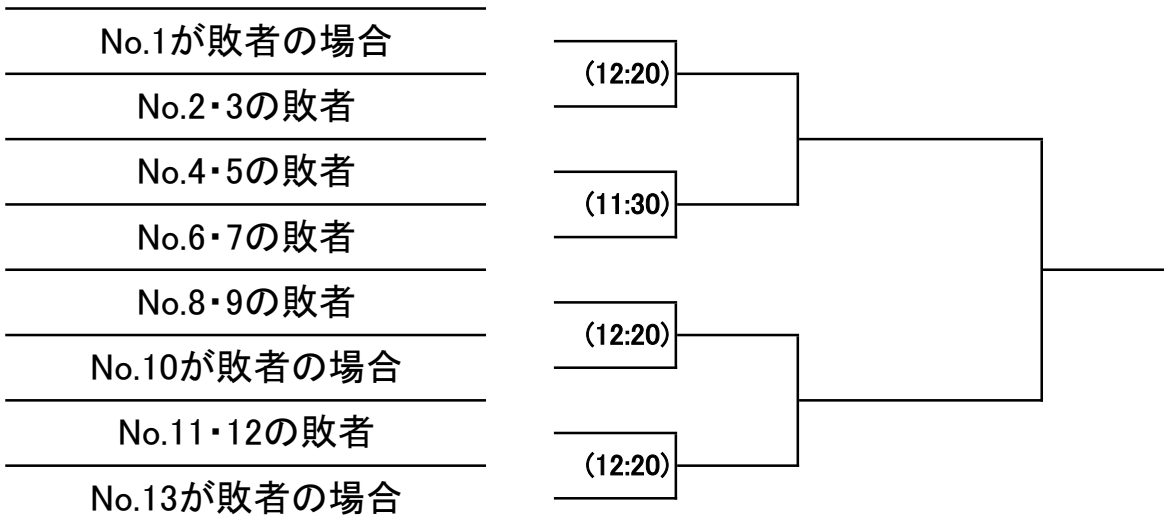 No.1が敗者の場合
(12:20)
No.2・3の敗者
No.4・5の敗者
(11:30)
No.6・7の敗者
No.8・9の敗者
(12:20)
No.10が敗者の場合
No.11・12の敗者
(12:20)
No.13が敗者の場合